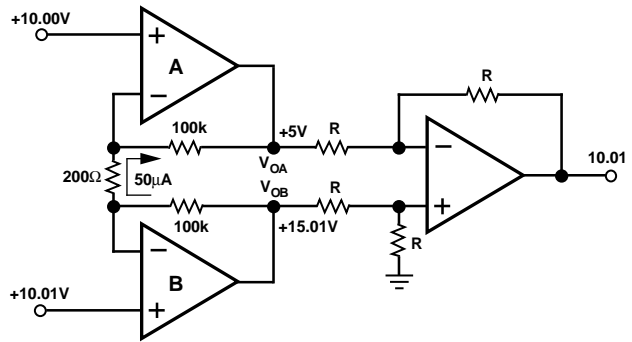 +10.00V
+
A
−
R
100k
+5V
R
−
V_OA
10.01
200Ω
50μA
V_OB
R
100k
+15.01V
+
−
R
B
+10.01V
+